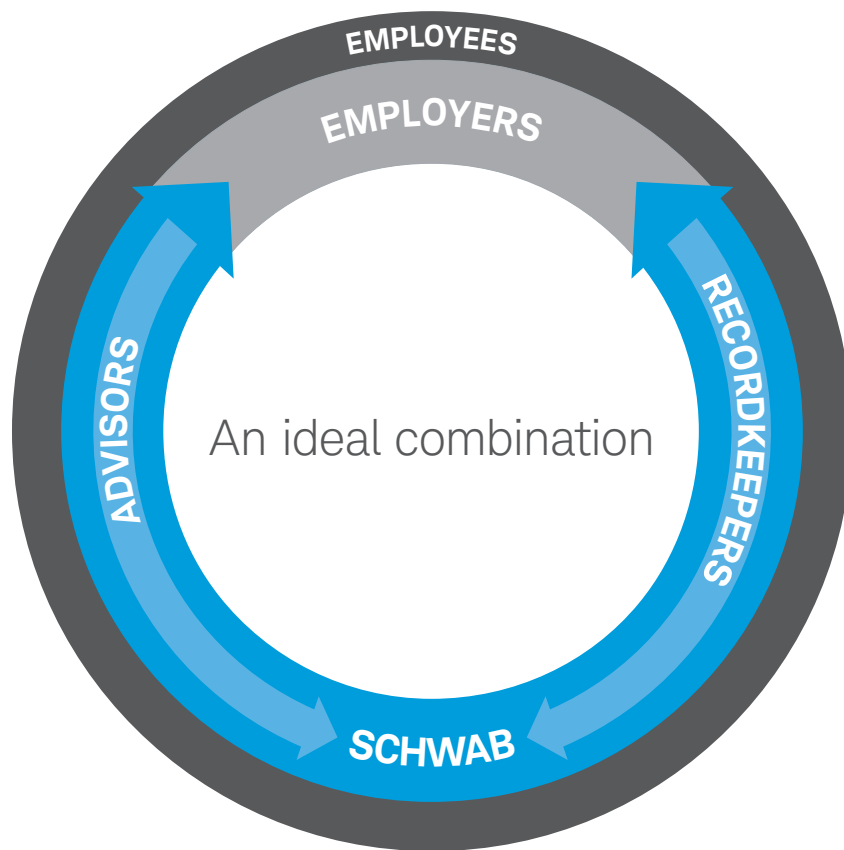 EMPLOYEES
EMPLOYERS
ADVISORS
RECORDKEEPERS
An ideal combination
SCHWAB